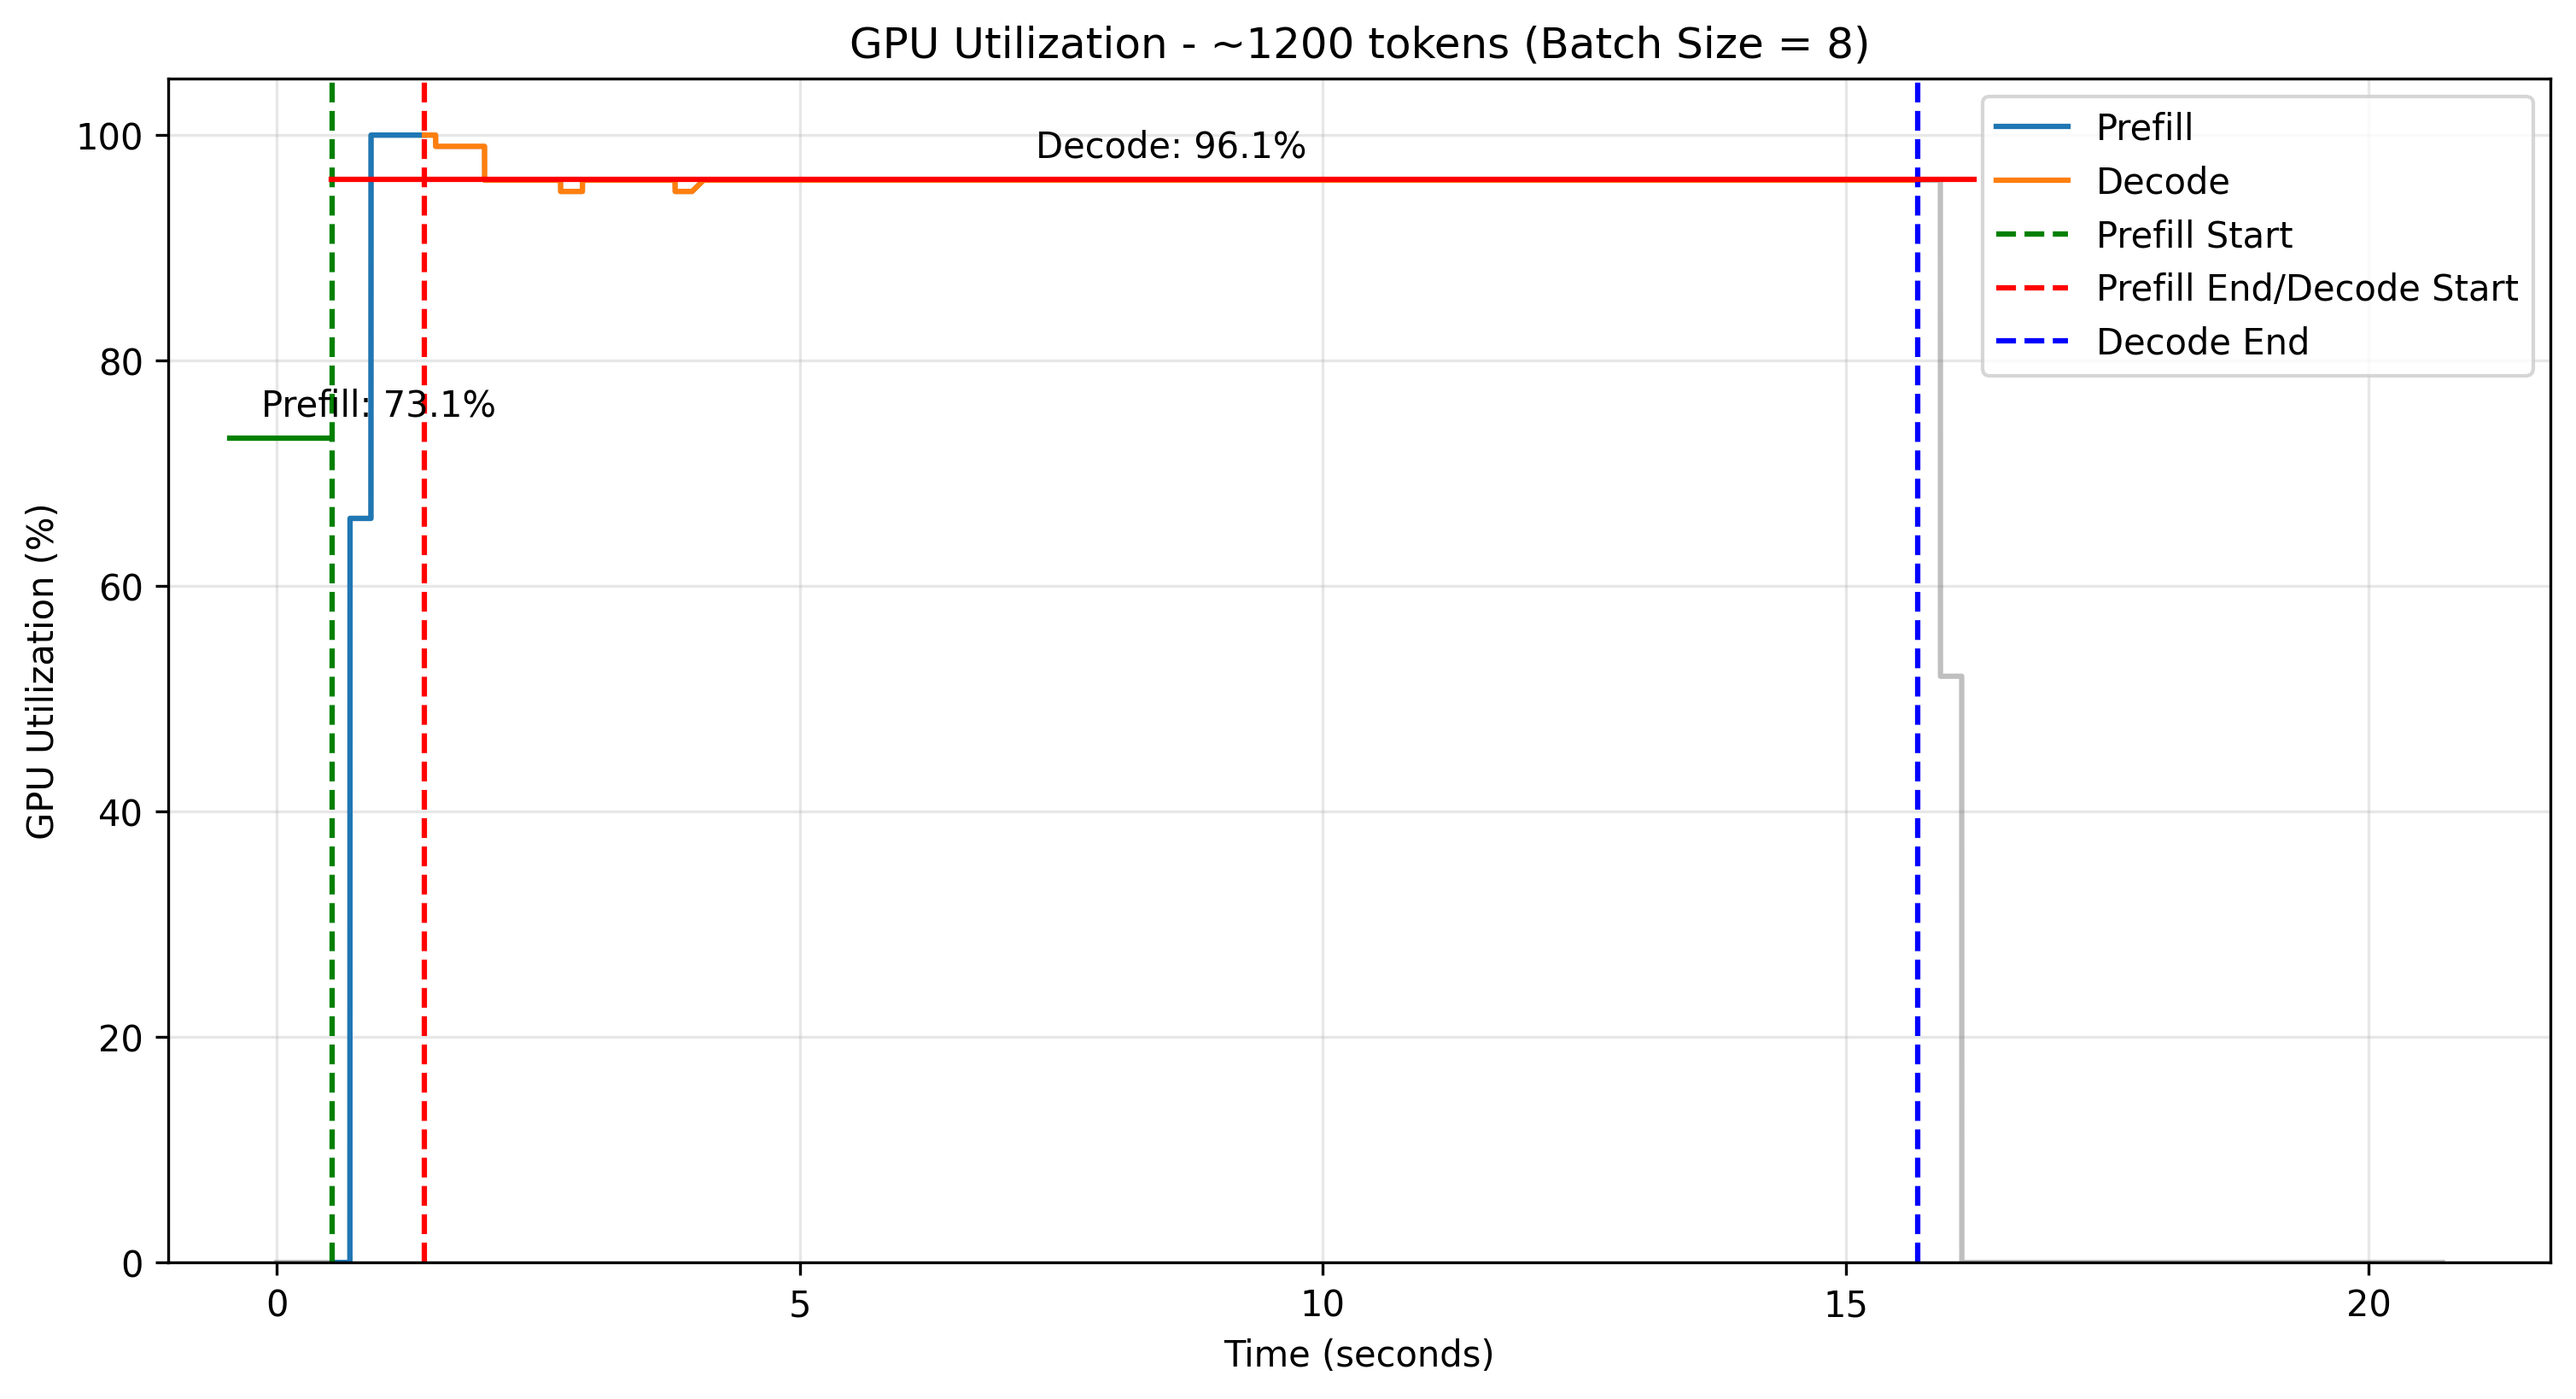 GPU Utilization - ~1200 tokens (Batch Size = 8)
Prefill
Decode
Prefill Start
Prefill End/Decode Start
Decode End
Decode: 96.1%
Prefill: 73.1%
GPU Utilization (%)
100
80
60
40
20
0
0 5 10 15 20
Time (seconds)